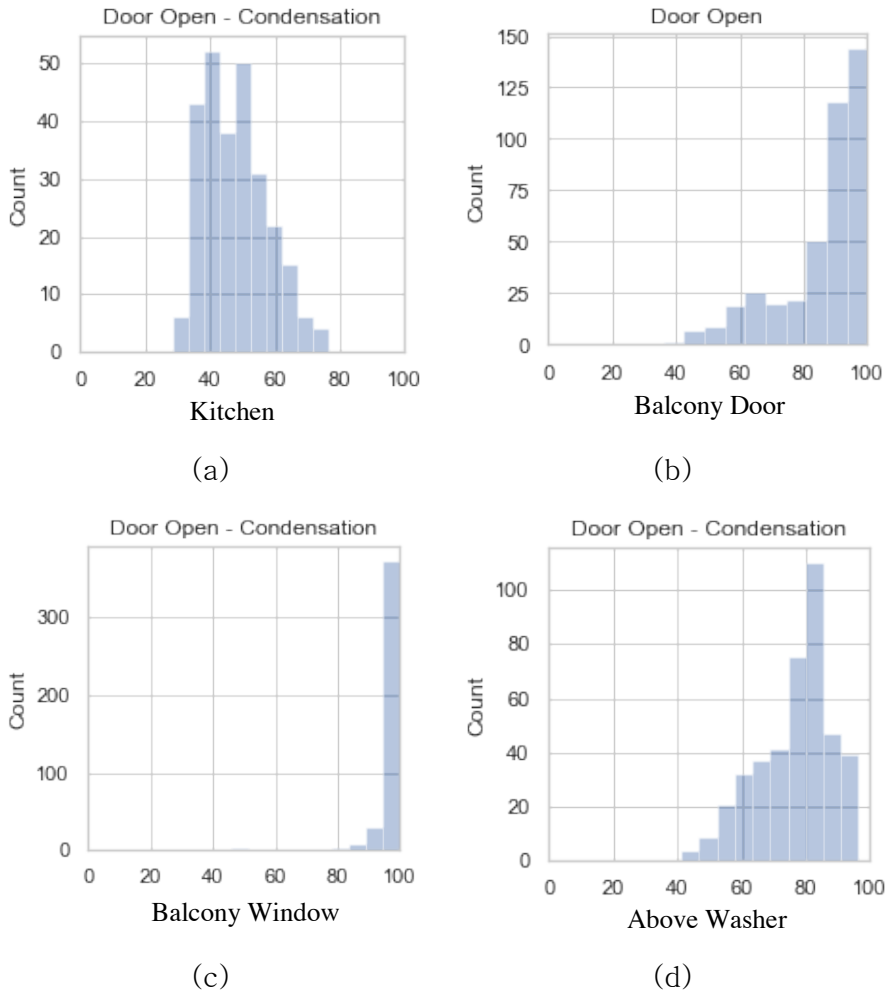 Door Open - Condensation
50
40
30
20
10
0
Count
0 20 40 60 80 100
Kitchen
(a)
Door Open
150
125
100
75
50
25
0
Count
0 20 40 60 80 100
Balcony Door
(b)
Door Open - Condensation
300
200
100
0
Count
0 20 40 60 80 100
Balcony Window
(c)
Door Open - Condensation
100
80
60
40
20
0
Count
0 20 40 60 80 100
Above Washer
(d)